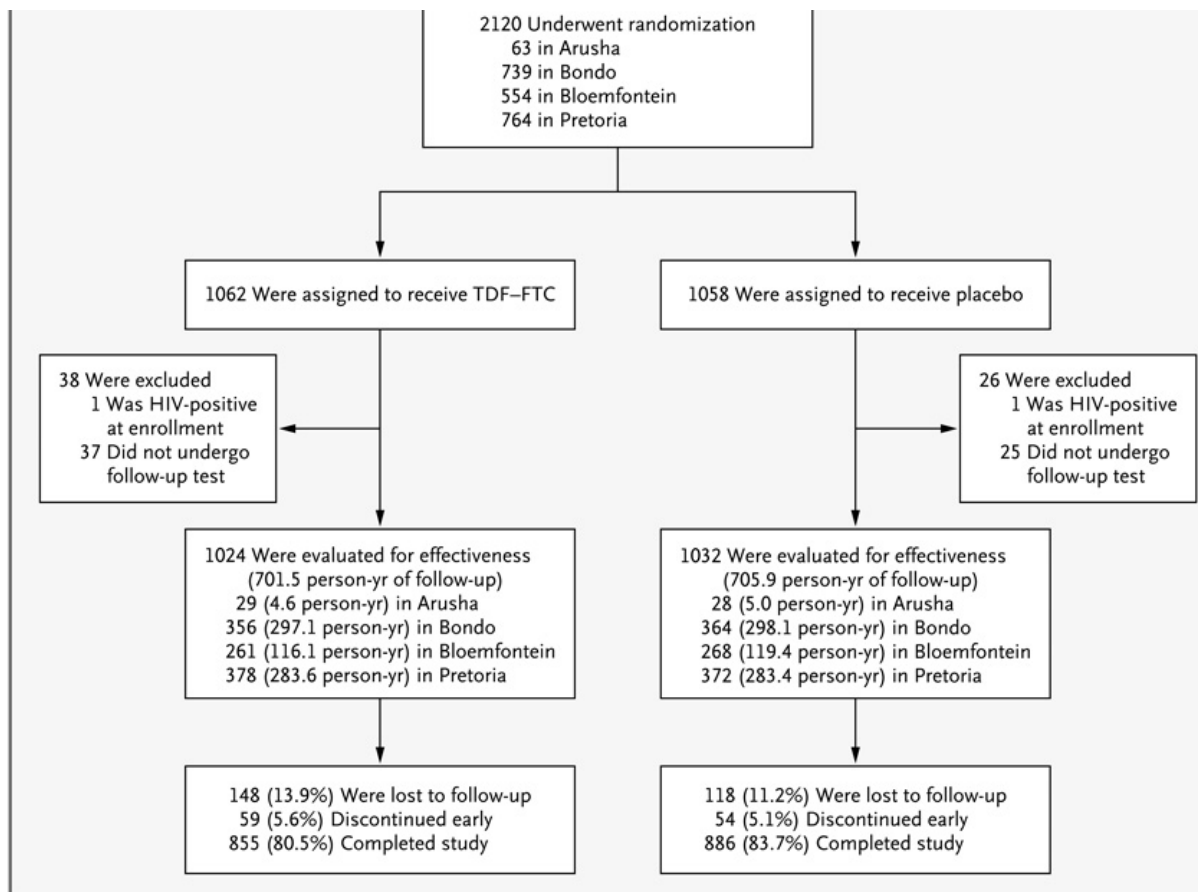 2120 Underwent randomization
63 in Arusha
739 in Bondo
554 in Bloemfontein
764 in Pretoria
1062 Were assigned to receive TDF–FTC
1058 Were assigned to receive placebo
38 Were excluded
1 Was HIV-positive
at enrollment
37 Did not undergo
follow-up test
26 Were excluded
1 Was HIV-positive
at enrollment
25 Did not undergo
follow-up test
1024 Were evaluated for effectiveness
(701.5 person-yr of follow-up)
29 (4.6 person-yr) in Arusha
356 (297.1 person-yr) in Bondo
261 (116.1 person-yr) in Bloemfontein
378 (283.6 person-yr) in Pretoria
1032 Were evaluated for effectiveness
(705.9 person-yr of follow-up)
28 (5.0 person-yr) in Arusha
364 (298.1 person-yr) in Bondo
268 (119.4 person-yr) in Bloemfontein
372 (283.4 person-yr) in Pretoria
148 (13.9%) Were lost to follow-up
59 (5.6%) Discontinued early
855 (80.5%) Completed study
118 (11.2%) Were lost to follow-up
54 (5.1%) Discontinued early
886 (83.7%) Completed study